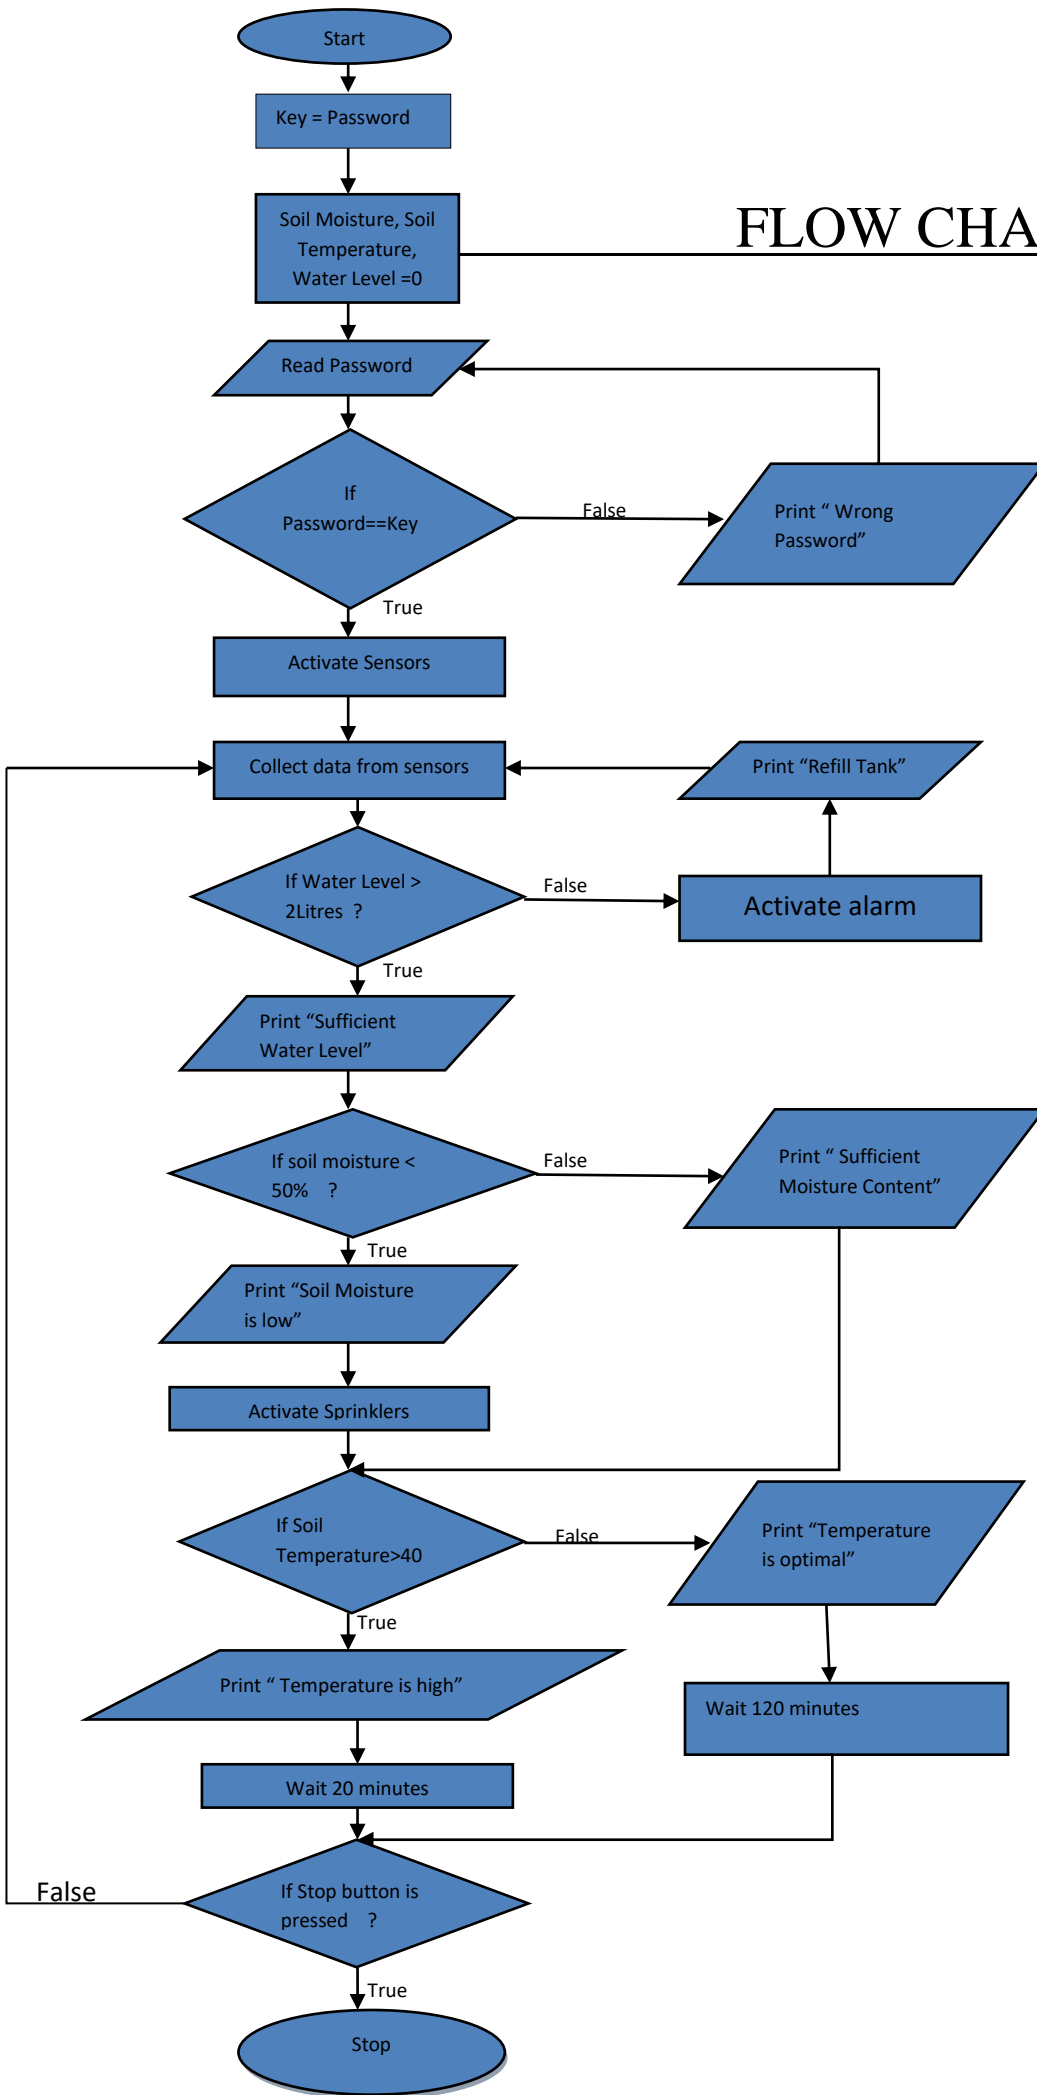 Start
Key = Password
Soil Moisture, Soil
Temperature,
Water Level =0
FLOW CHA
Read Password
If
Password==Key
False
Print “ Wrong
Password”
True
Activate Sensors
Collect data from sensors
Print “Refill Tank”
If Water Level >
2Litres ?
False
Activate alarm
True
Print “Sufficient
Water Level”
If soil moisture <
50% ?
False
Print “ Sufficient
Moisture Content”
True
Print “Soil Moisture
is low”
Activate Sprinklers
If Soil
Temperature>40
False
Print “Temperature
is optimal”
True
Print “ Temperature is high”
Wait 120 minutes
Wait 20 minutes
If Stop button is
pressed ?
False
True
Stop